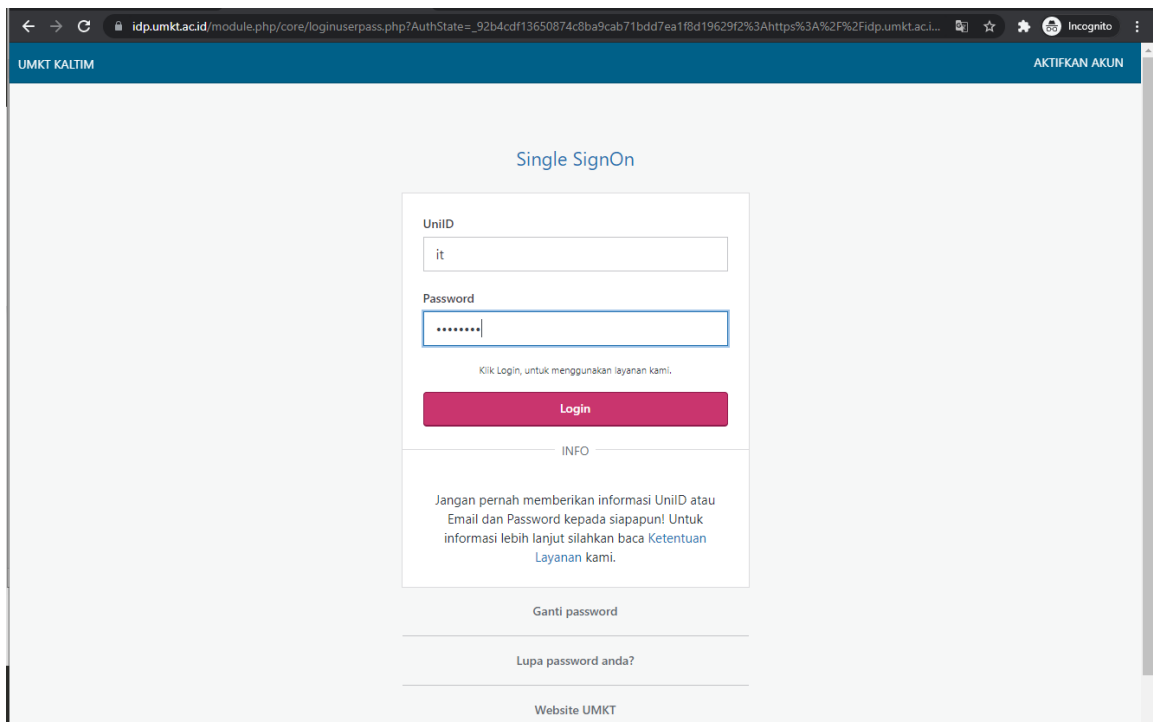 idp.umkt.ac.id/module.php/core/loginuserpass.php?AuthState=_92b4cdf13650874c8ba9cab71bdd7ea1f8d19629f2%3Ahttps%3A%2F%2Fidp.umkt.ac.i...
Incognito
UMKT KALTIM
AKTIFKAN AKUN
Single SignOn
UniID
it
Password
••••••••
Klik Login, untuk menggunakan layanan kami.
Login
INFO
Jangan pernah memberikan informasi UniID atau
Email dan Password kepada siapapun! Untuk
informasi lebih lanjut silahkan baca Ketentuan
Layanan kami.
Ganti password
Lupa password anda?
Website UMKT